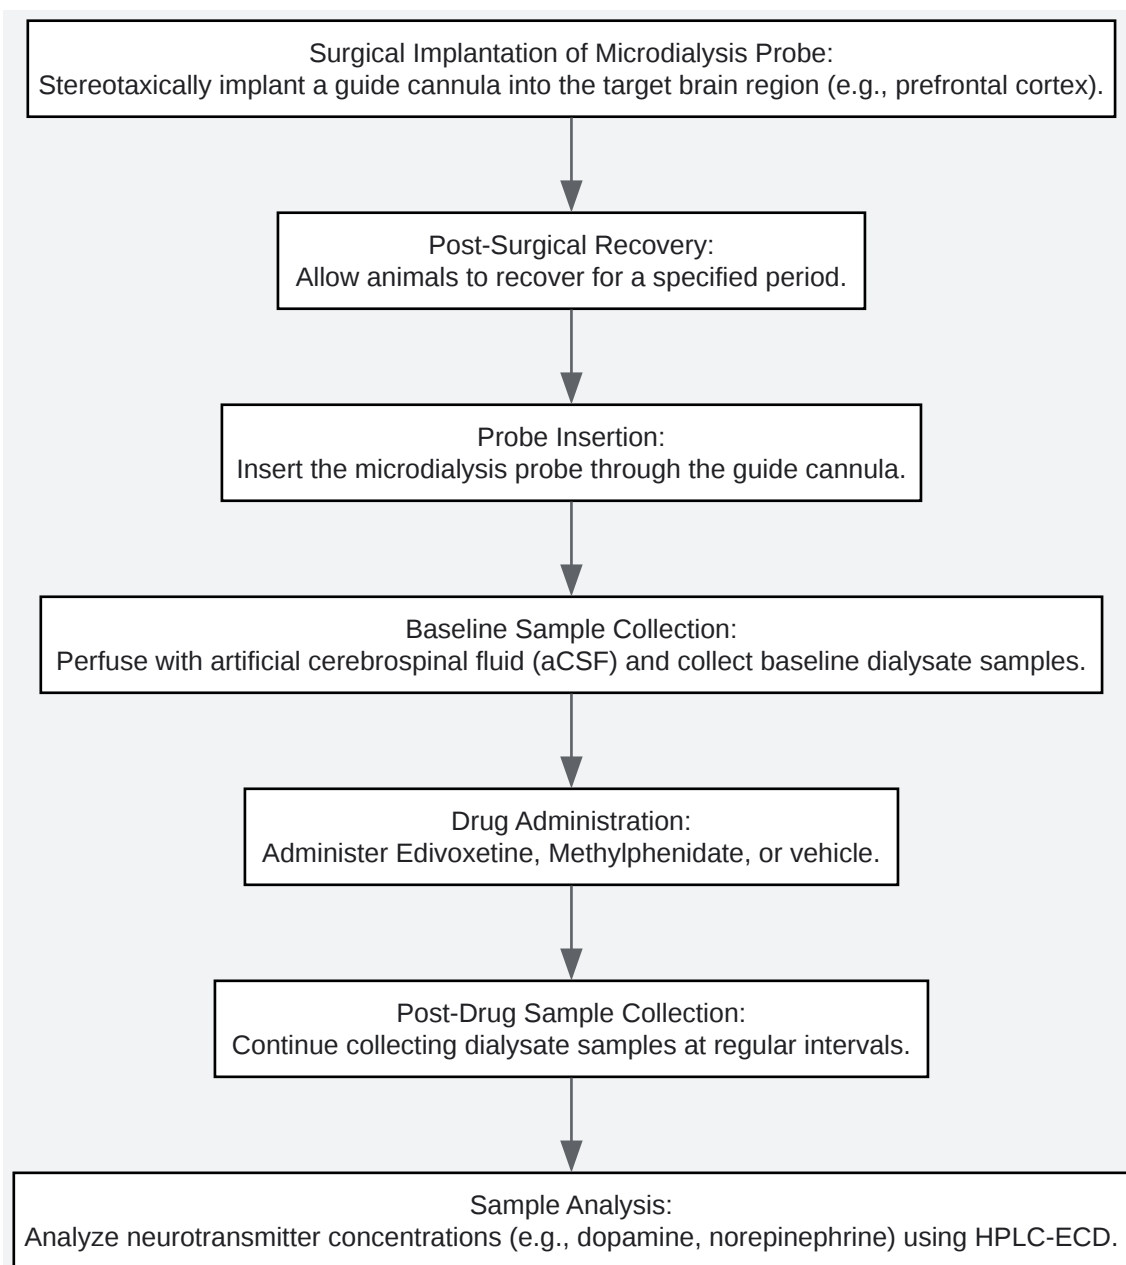 Surgical Implantation of Microdialysis Probe:
Stereotaxically implant a guide cannula into the target brain region (e.g., prefrontal cortex).
Post-Surgical Recovery:
Allow animals to recover for a specified period.
Probe Insertion:
Insert the microdialysis probe through the guide cannula.
Baseline Sample Collection:
Perfuse with artificial cerebrospinal fluid (aCSF) and collect baseline dialysate samples.
Drug Administration:
Administer Edivoxetine, Methylphenidate, or vehicle.
Post-Drug Sample Collection:
Continue collecting dialysate samples at regular intervals.
Sample Analysis:
Analyze neurotransmitter concentrations (e.g., dopamine, norepinephrine) using HPLC-ECD.